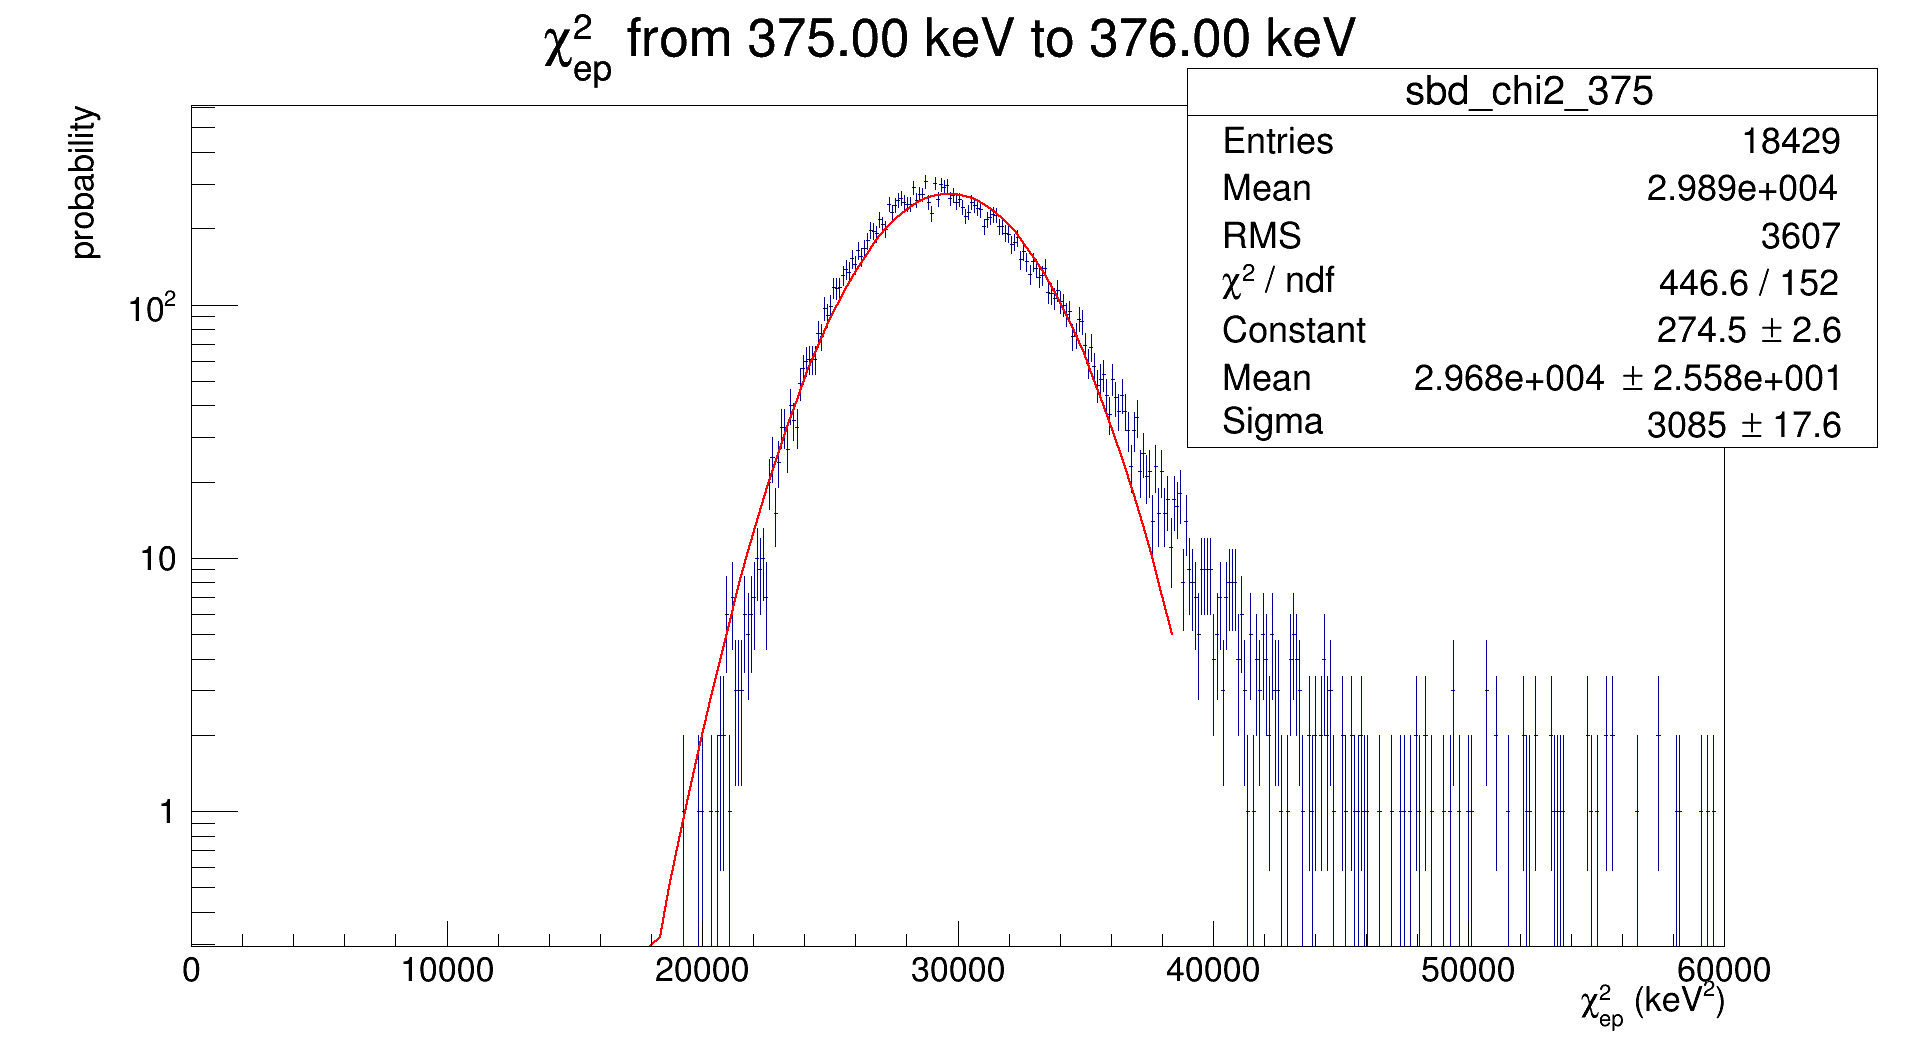 χ²ep from 375.00 keV to 376.00 keV
sbd_chi2_375
Entries 18429
Mean 2.989e+004
RMS 3607
χ² / ndf 446.6 / 152
Constant 274.5 ± 2.6
Mean 2.968e+004 ± 2.558e+001
Sigma 3085 ± 17.6
probability
10²
10
1
0 10000 20000 30000 40000 50000 60000
χ²ep (keV²)